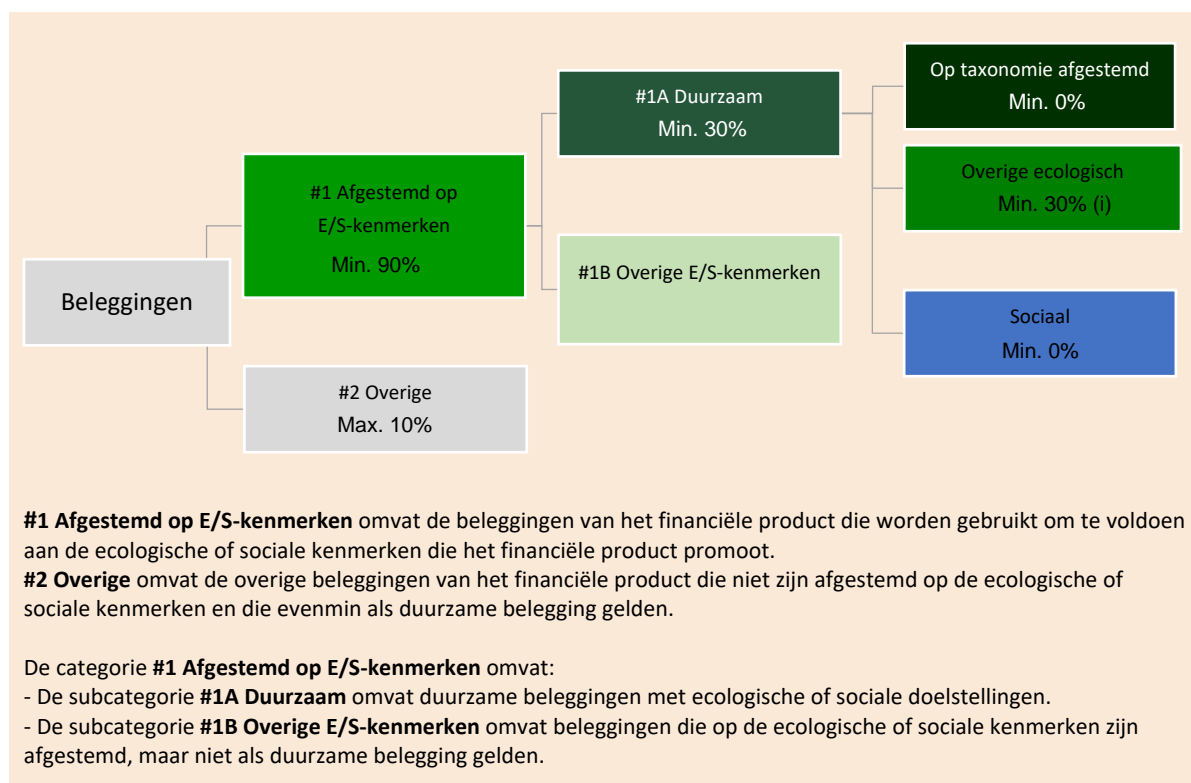 Beleggingen
#1 Afgestemd op
E/S-kenmerken
Min. 90%
#2 Overige
Max. 10%
#1A Duurzaam
Min. 30%
#1B Overige E/S-kenmerken
Op taxonomie afgestemd
Min. 0%
Overige ecologisch
Min. 30% (i)
Sociaal
Min. 0%
#1 Afgestemd op E/S-kenmerken omvat de beleggingen van het financiële product die worden gebruikt om te voldoen
aan de ecologische of sociale kenmerken die het financiële product promoot.
#2 Overige omvat de overige beleggingen van het financiële product die niet zijn afgestemd op de ecologische of
sociale kenmerken en die evenmin als duurzame belegging gelden.
De categorie #1 Afgestemd op E/S-kenmerken omvat:
- De subcategorie #1A Duurzaam omvat duurzame beleggingen met ecologische of sociale doelstellingen.
- De subcategorie #1B Overige E/S-kenmerken omvat beleggingen die op de ecologische of sociale kenmerken zijn
afgestemd, maar niet als duurzame belegging gelden.